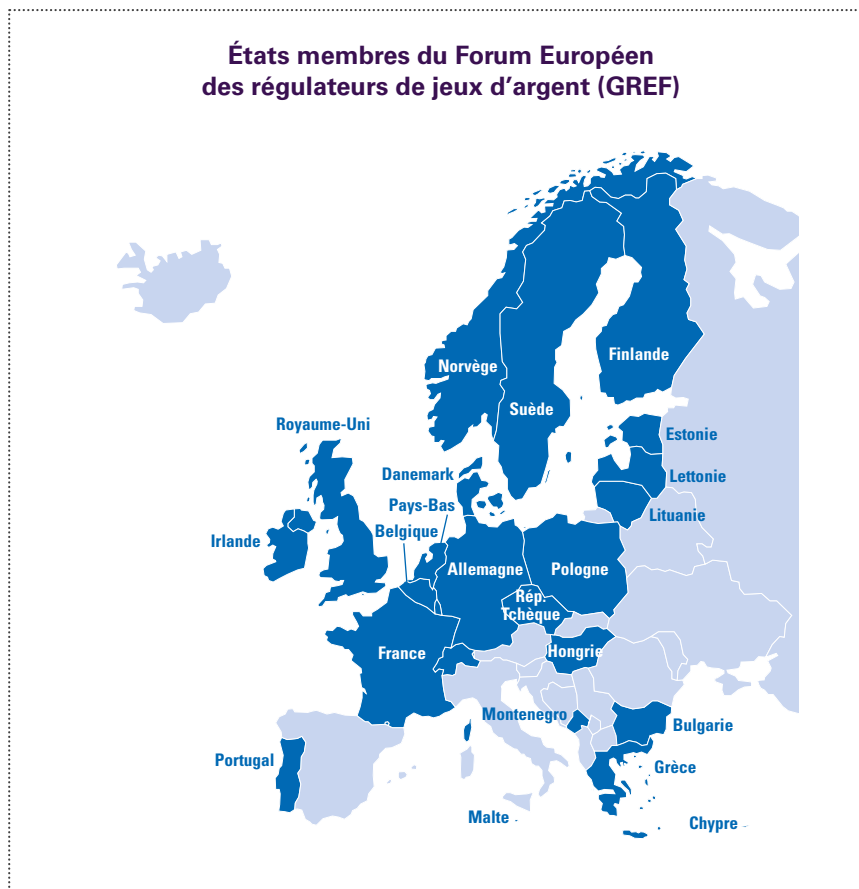 États membres du Forum Européen
des régulateurs de jeux d’argent (GREF)
Norvège
Finlande
Suède
Royaume-Uni
Estonie
Danemark
Lettonie
Pays-Bas
Lituanie
Belgique
Irlande
Allemagne
Pologne
Rép.
Tchèque
France
Hongrie
Montenegro
Bulgarie
Portugal
Grèce
Malte
Chypre